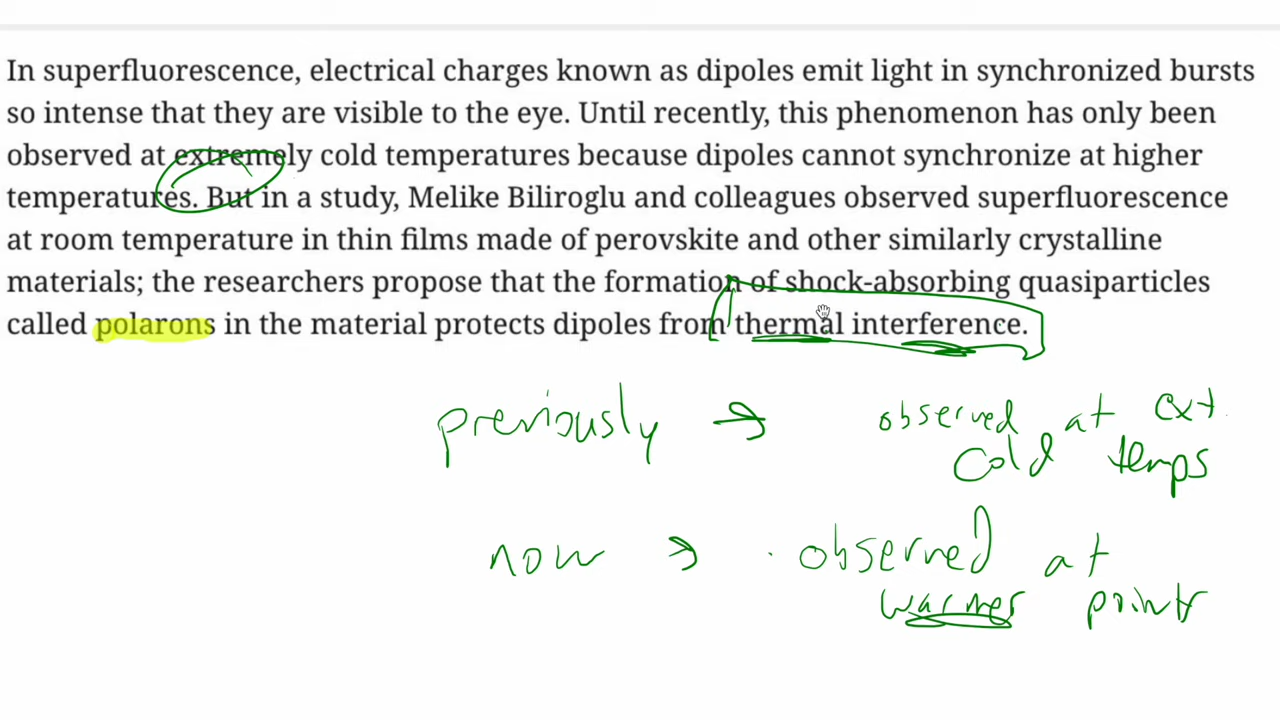 In superfluorescence, electrical charges known as dipoles emit light in synchronized bursts
so intense that they are visible to the eye. Until recently, this phenomenon has only been
observed at extremely cold temperatures because dipoles cannot synchronize at higher
temperatures. But in a study, Melike Biliroglu and colleagues observed superfluorescence
at room temperature in thin films made of perovskite and other similarly crystalline
materials; the researchers propose that the formation of shock-absorbing quasiparticles
called polarons in the material protects dipoles from thermal interference.
previously → observed at ext.
cold temps
now → observed at
warmer points